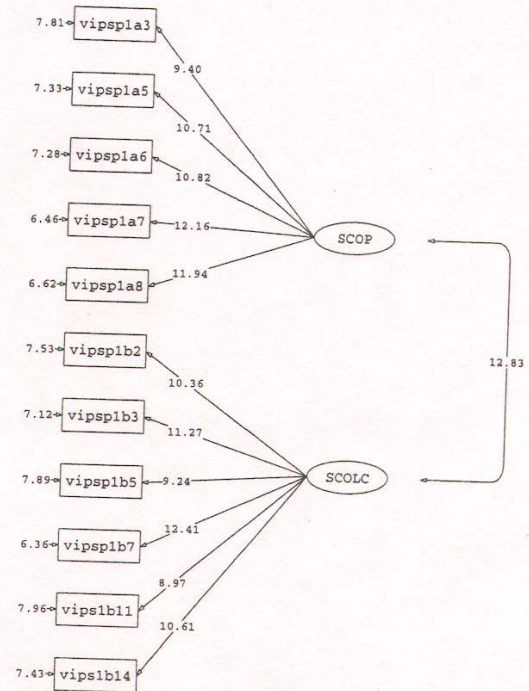 7.81 vipsp1a3
9.40
7.33 vipsp1a5
10.71
7.28 vipsp1a6
10.82
6.46 vipsp1a7 12.16 SCOP
6.62 vipsp1a8 11.94
7.53 vipsp1b2
12.83
10.36
7.12 vipsp1b3
11.27
7.89 vipsp1b5 9.24 SCOLC
12.41
6.36 vipsp1b7
8.97
7.96 vips1b11
10.61
7.43 vips1b14